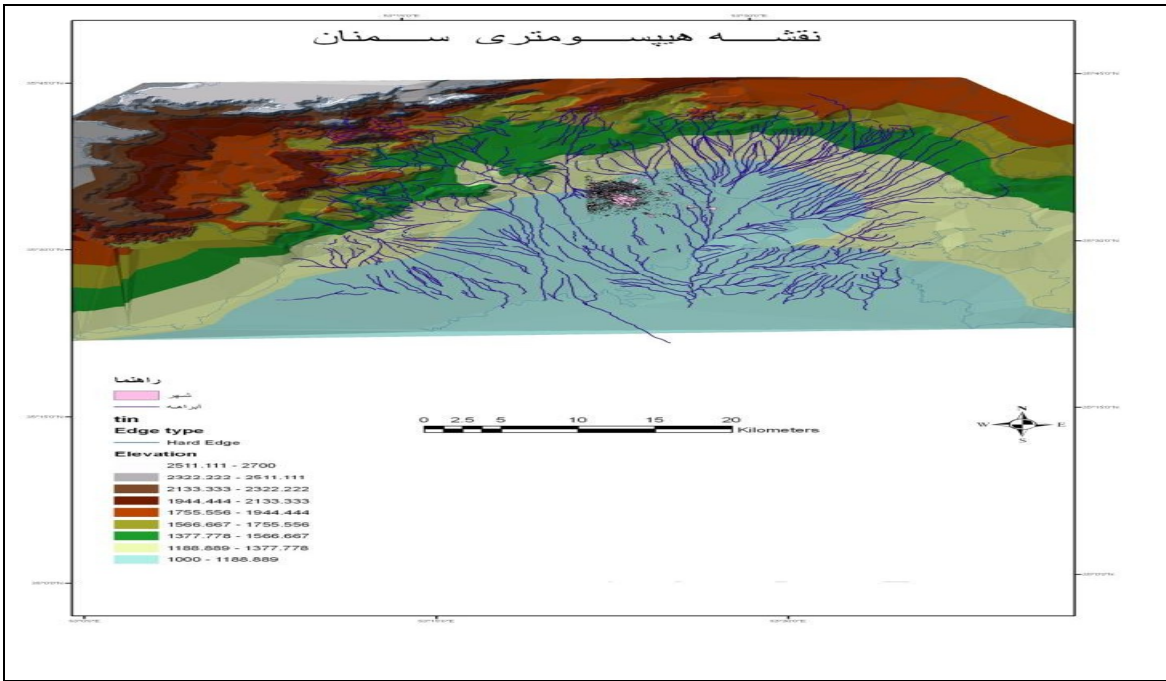 نقشه هیپسومتری سمنان
راهنما
شهر
ابراهه
tin
Edge type
Hard Edge
Elevation
2511.111 - 2700
2322.222 - 2511.111
2133.333 - 2322.222
1944.444 - 2133.333
1755.556 - 1944.444
1566.667 - 1755.556
1377.778 - 1566.667
1188.889 - 1377.778
1000 - 1188.889
0 2.5 5 10 15 20
Kilometers
N
W E
S